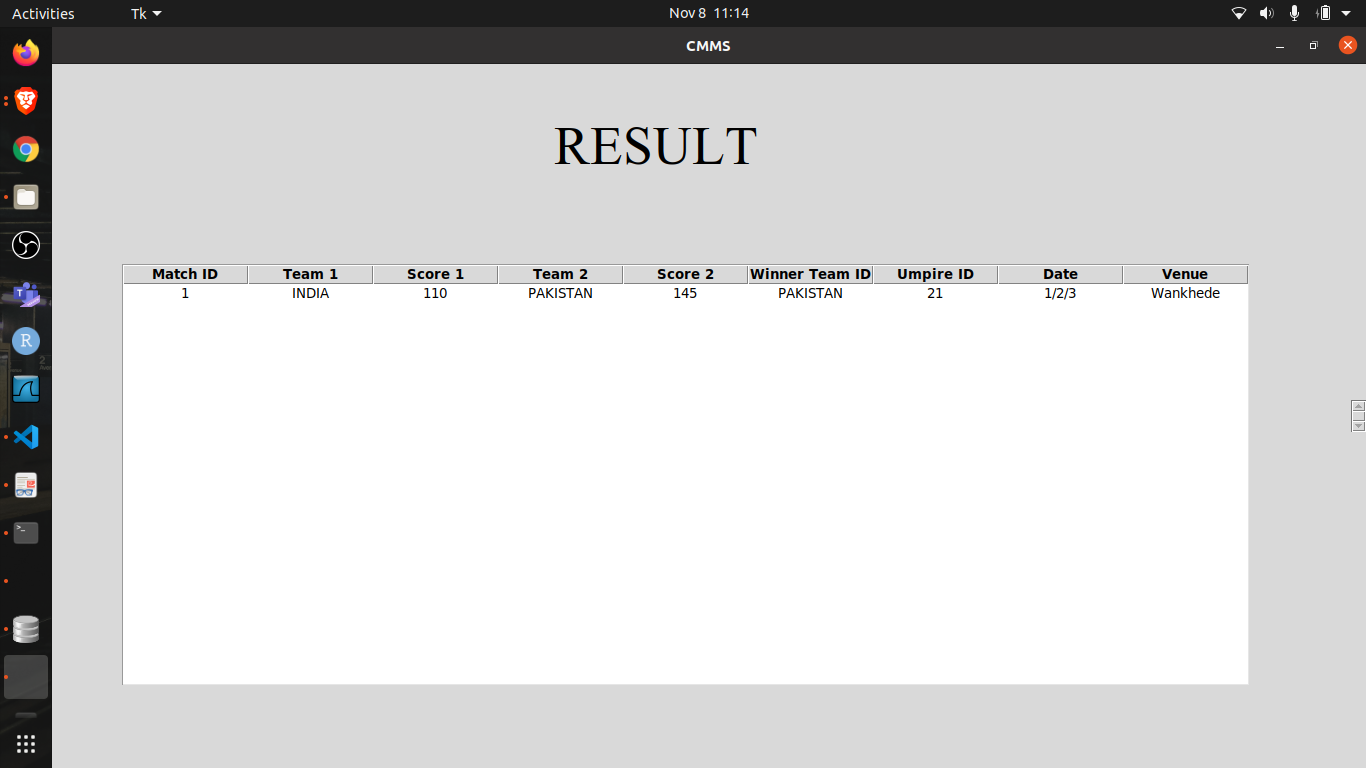 Activities Tk Nov 8 11:14
CMMS
RESULT
Match ID Team 1 Score 1 Team 2 Score 2 Winner Team ID Umpire ID Date Venue
1 INDIA 110 PAKISTAN 145 PAKISTAN 21 1/2/3 Wankhede
T
R
2
>_